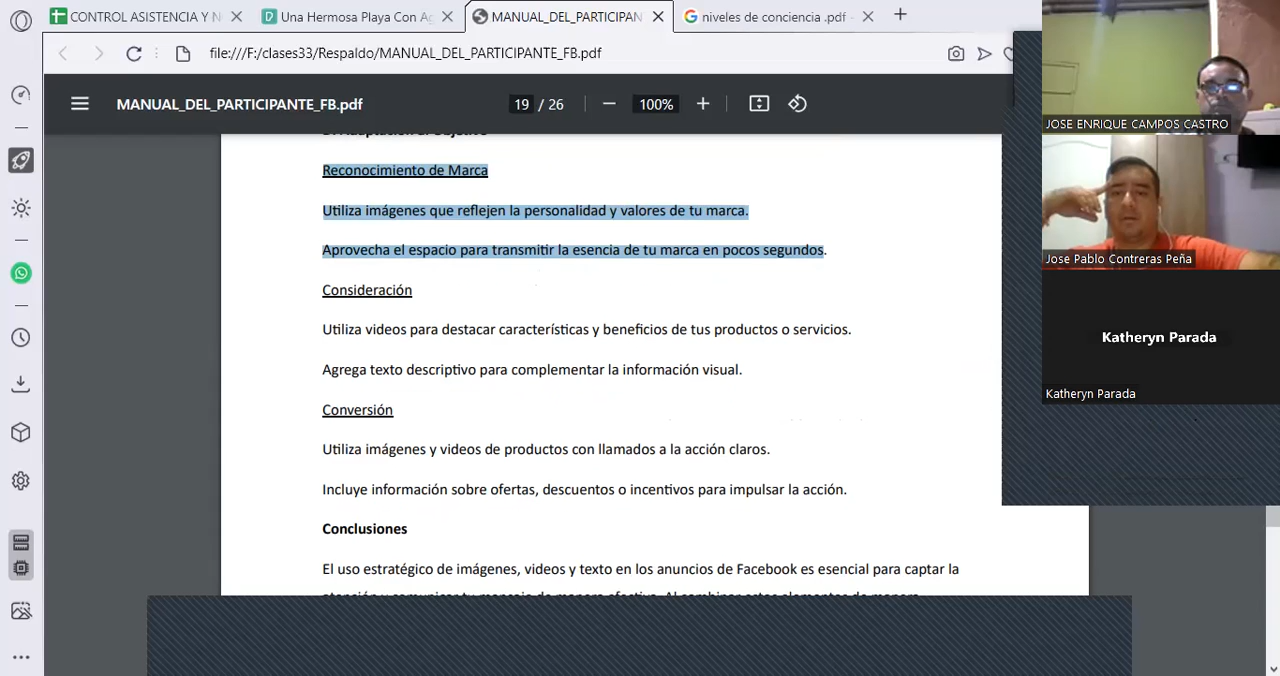 CONTROL ASISTENCIA Y N
Una Hermosa Playa Con Ag
MANUAL_DEL_PARTICIPAN
niveles de conciencia .pdf -
file:///F:/clases33/Respaldo/MANUAL_DEL_PARTICIPANTE_FB.pdf
MANUAL_DEL_PARTICIPANTE_FB.pdf
19 / 26
100%
Reconocimiento de Marca
Utiliza imágenes que reflejen la personalidad y valores de tu marca.
Aprovecha el espacio para transmitir la esencia de tu marca en pocos segundos.
Consideración
Utiliza videos para destacar características y beneficios de tus productos o servicios.
Agrega texto descriptivo para complementar la información visual.
Conversión
Utiliza imágenes y videos de productos con llamados a la acción claros.
Incluye información sobre ofertas, descuentos o incentivos para impulsar la acción.
Conclusiones
El uso estratégico de imágenes, videos y texto en los anuncios de Facebook es esencial para captar la
JOSE ENRIQUE CAMPOS CASTRO
Jose Pablo Contreras Peña
Katheryn Parada
Katheryn Parada